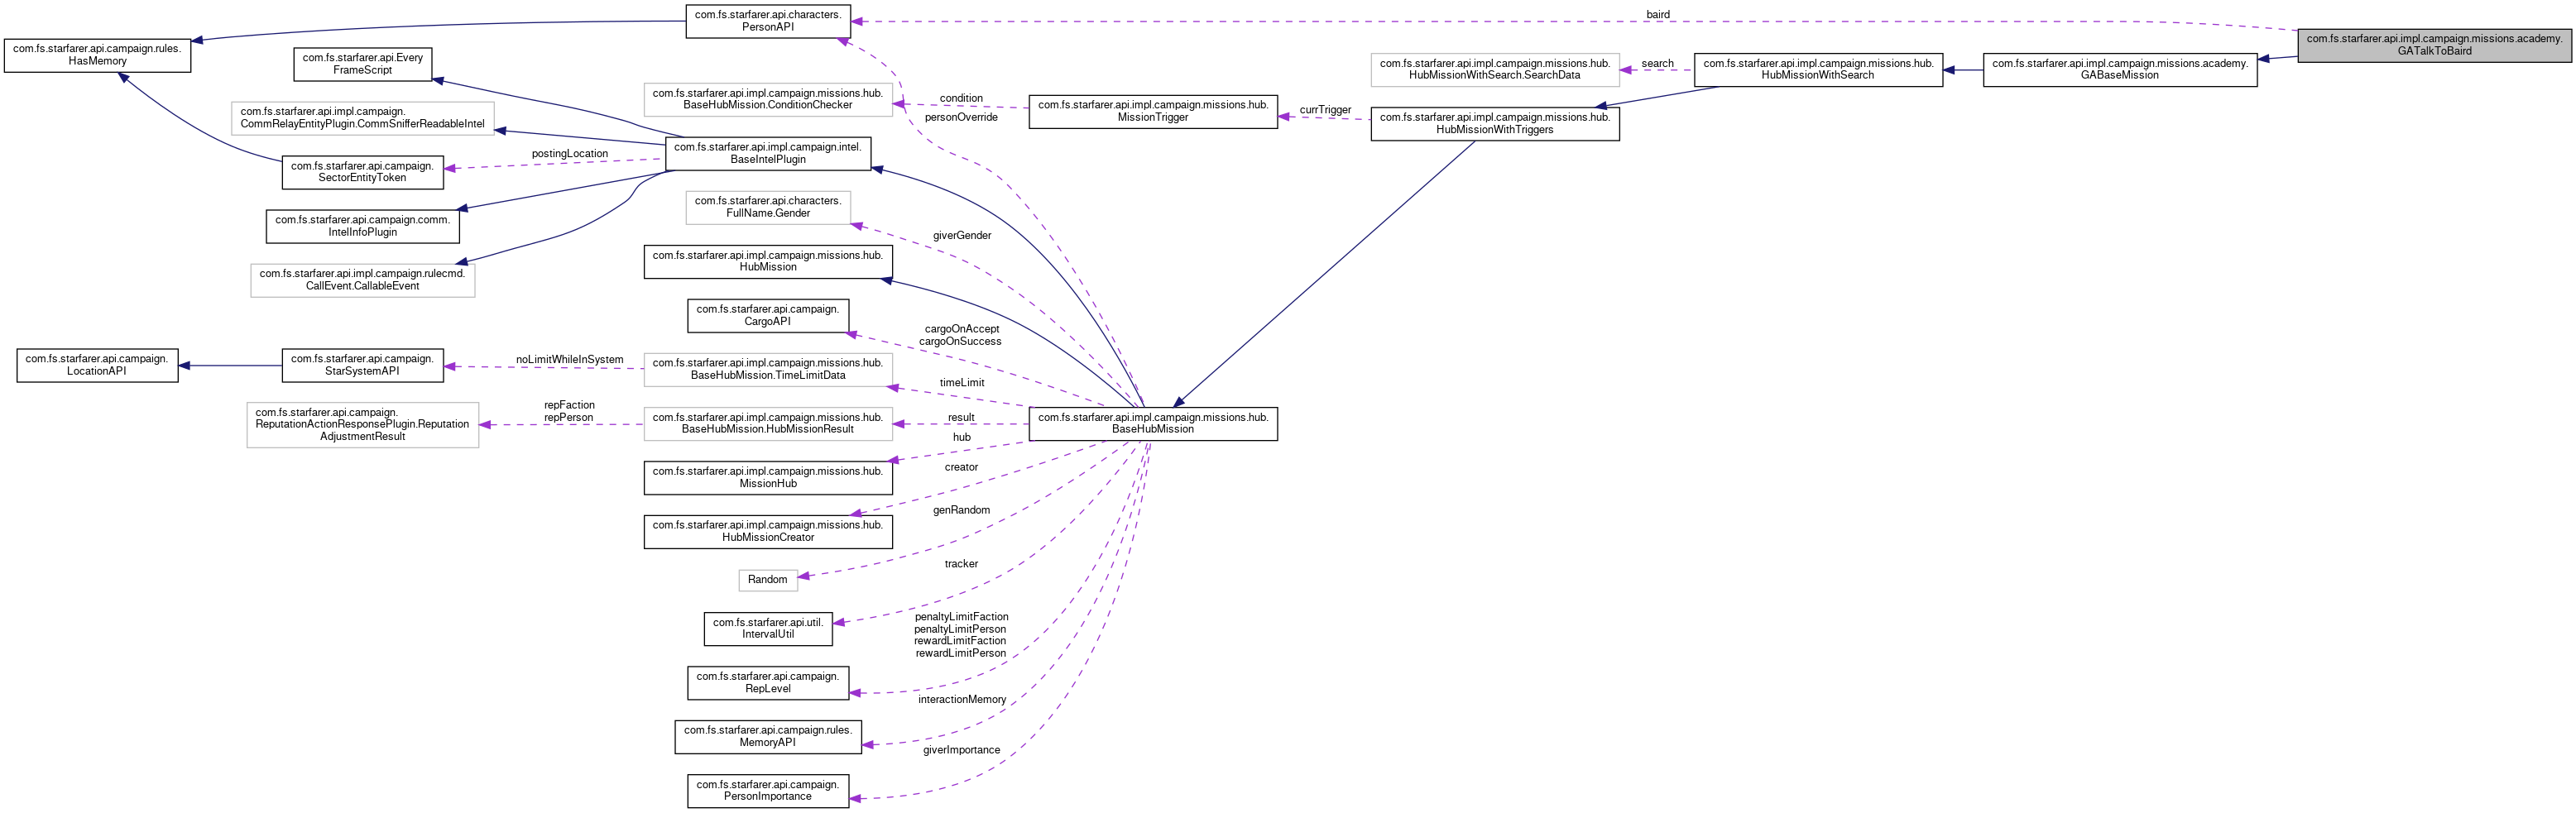 com.fs.starfarer.api.campaign.rules.
HasMemory
com.fs.starfarer.api.campaign.
LocationAPI
com.fs.starfarer.api.Every
FrameScript
com.fs.starfarer.api.impl.campaign.
CommRelayEntityPlugin.CommSnifferReadableIntel
com.fs.starfarer.api.campaign.
SectorEntityToken
com.fs.starfarer.api.campaign.comm.
IntelInfoPlugin
com.fs.starfarer.api.impl.campaign.rulecmd.
CallEvent.CallableEvent
com.fs.starfarer.api.campaign.
StarSystemAPI
com.fs.starfarer.api.campaign.
ReputationActionResponsePlugin.Reputation
AdjustmentResult
postingLocation
noLimitWhileInSystem
repFaction
repPerson
com.fs.starfarer.api.characters.
PersonAPI
com.fs.starfarer.api.impl.campaign.missions.hub.
BaseHubMission.ConditionChecker
com.fs.starfarer.api.impl.campaign.intel.
BaseIntelPlugin
com.fs.starfarer.api.characters.
FullName.Gender
com.fs.starfarer.api.impl.campaign.missions.hub.
HubMission
com.fs.starfarer.api.campaign.
CargoAPI
com.fs.starfarer.api.impl.campaign.missions.hub.
BaseHubMission.TimeLimitData
com.fs.starfarer.api.impl.campaign.missions.hub.
BaseHubMission.HubMissionResult
com.fs.starfarer.api.impl.campaign.missions.hub.
MissionHub
com.fs.starfarer.api.impl.campaign.missions.hub.
HubMissionCreator
Random
com.fs.starfarer.api.util.
IntervalUtil
com.fs.starfarer.api.campaign.
RepLevel
com.fs.starfarer.api.campaign.rules.
MemoryAPI
com.fs.starfarer.api.campaign.
PersonImportance
condition
personOverride
giverGender
cargoOnAccept
cargoOnSuccess
timeLimit
result
hub
creator
genRandom
tracker
penaltyLimitFaction
penaltyLimitPerson
rewardLimitFaction
rewardLimitPerson
interactionMemory
giverImportance
com.fs.starfarer.api.impl.campaign.missions.hub.
MissionTrigger
com.fs.starfarer.api.impl.campaign.missions.hub.
BaseHubMission
currTrigger
com.fs.starfarer.api.impl.campaign.missions.hub.
HubMissionWithSearch.SearchData
com.fs.starfarer.api.impl.campaign.missions.hub.
HubMissionWithTriggers
baird
search
com.fs.starfarer.api.impl.campaign.missions.hub.
HubMissionWithSearch
com.fs.starfarer.api.impl.campaign.missions.academy.
GABaseMission
com.fs.starfarer.api.impl.campaign.missions.academy.
GATalkToBaird